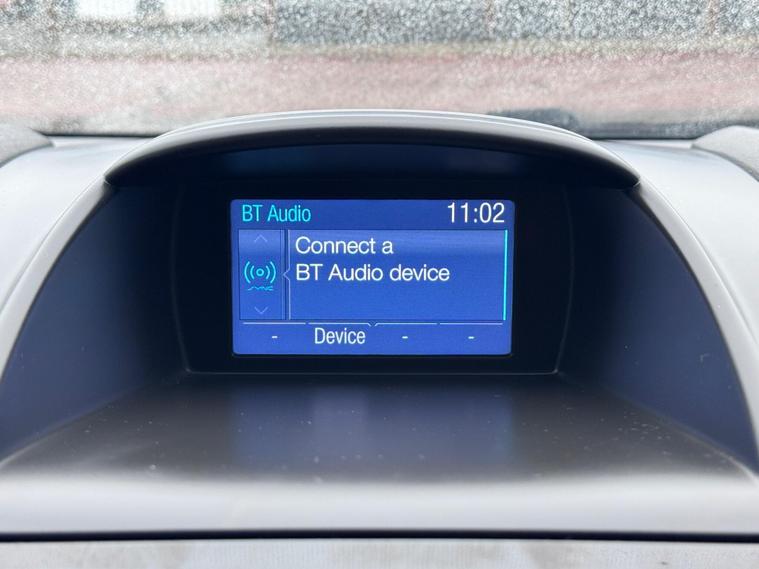 BT Audio 11:02
Connect a
BT Audio device
- Device - -